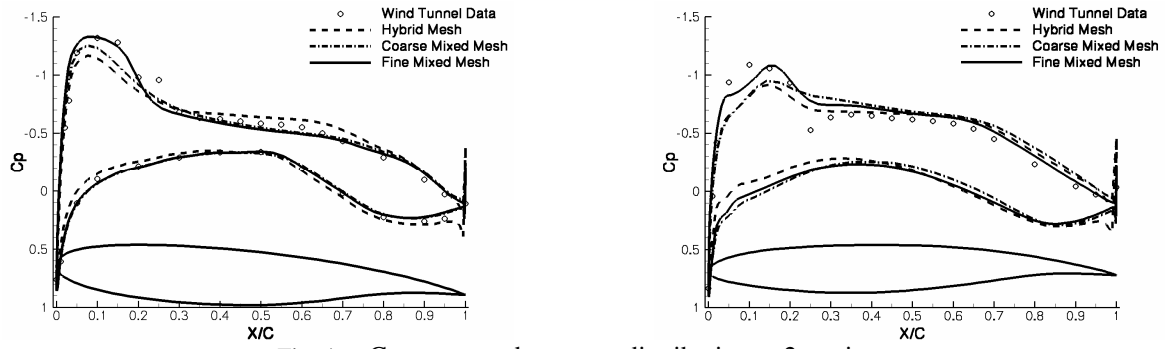 -1.5
-1
-0.5
0
0.5
1
Cp
Wind Tunnel Data
Hybrid Mesh
Coarse Mixed Mesh
Fine Mixed Mesh
0 0.1 0.2 0.3 0.4 0.5 0.6 0.7 0.8 0.9 1
X/C
-1.5
-1
-0.5
0
0.5
1
Cp
Wind Tunnel Data
Hybrid Mesh
Coarse Mixed Mesh
Fine Mixed Mesh
0 0.1 0.2 0.3 0.4 0.5 0.6 0.7 0.8 0.9 1
X/C